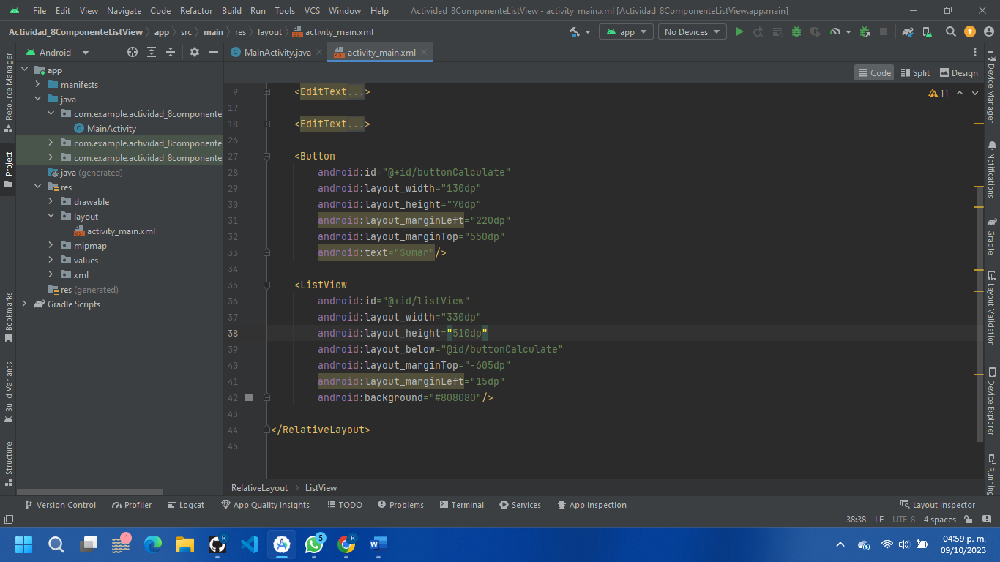 File Edit View Navigate Code Refactor Build Run Tools VCS Window Help Actividad_8ComponenteListView - activity_main.xml [Actividad_8ComponenteListView.app.main]
Actividad_8ComponenteListView app src main res layout activity_main.xml app No Devices
Android
MainActivity.java activity_main.xml
Code Split Design
Resource Manager
Project
Bookmarks
Build Variants
Structure
app
manifests
java
com.example.actividad_8componentel
MainActivity
com.example.actividad_8componentel
com.example.actividad_8componentel
java (generated)
res
drawable
layout
activity_main.xml
mipmap
values
xml
res (generated)
Gradle Scripts
11
9 <EditText...>
17
18 <EditText...>
26
27 <Button
28 android:id="@+id/buttonCalculate"
29 android:layout_width="130dp"
30 android:layout_height="70dp"
31 android:layout_marginLeft="220dp"
32 android:layout_marginTop="550dp"
33 android:text="Sumar"/>
34
35 <ListView
36 android:id="@+id/listView"
37 android:layout_width="330dp"
38 android:layout_height="510dp"
39 android:layout_below="@id/buttonCalculate"
40 android:layout_marginTop="-605dp"
41 android:layout_marginLeft="15dp"
42 android:background="#808080"/>
43
44 </RelativeLayout>
45
Device Manager
Notifications
Gradle
Layout Validation
Device Explorer
Running
RelativeLayout ListView
Version Control Profiler Logcat App Quality Insights TODO Problems Terminal Services App Inspection Layout Inspector
38:38 LF UTF-8 4 spaces
1 R 5 R R
04:59 p. m.
09/10/2023